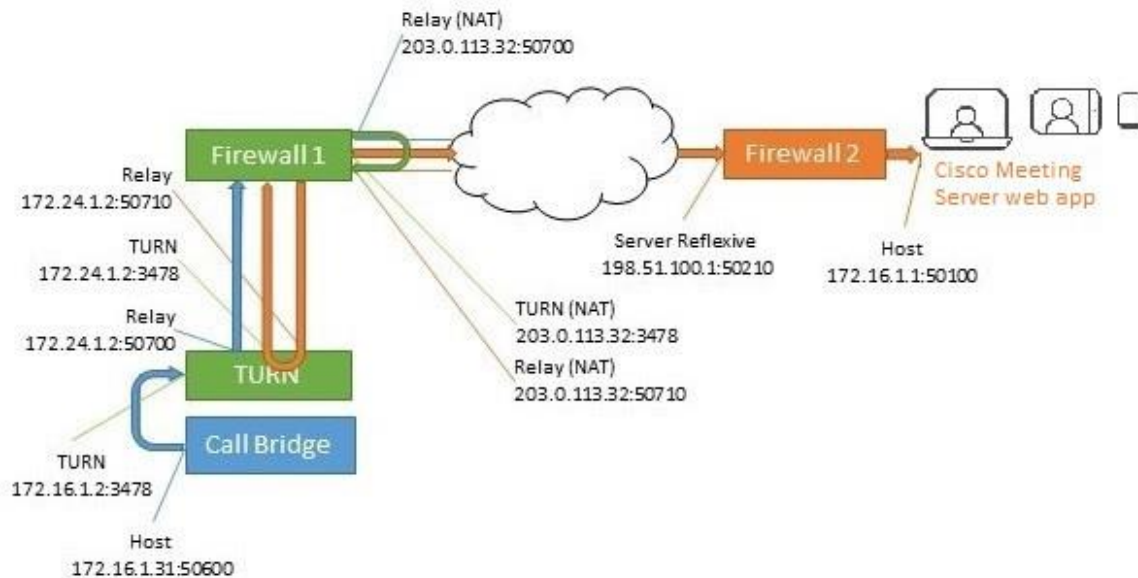 Relay (NAT)
203.0.113.32:50700
Firewall 1
Firewall 2
Cisco Meeting
Server web app
Relay
172.24.1.2:50710
TURN
172.24.1.2:3478
Relay
172.24.1.2:50700
Server Reflexive
198.51.100.1:50210
Host
172.16.1.1:50100
TURN (NAT)
203.0.113.32:3478
Relay (NAT)
203.0.113.32:50710
TURN
Call Bridge
TURN
172.16.1.2:3478
Host
172.16.1.31:50600